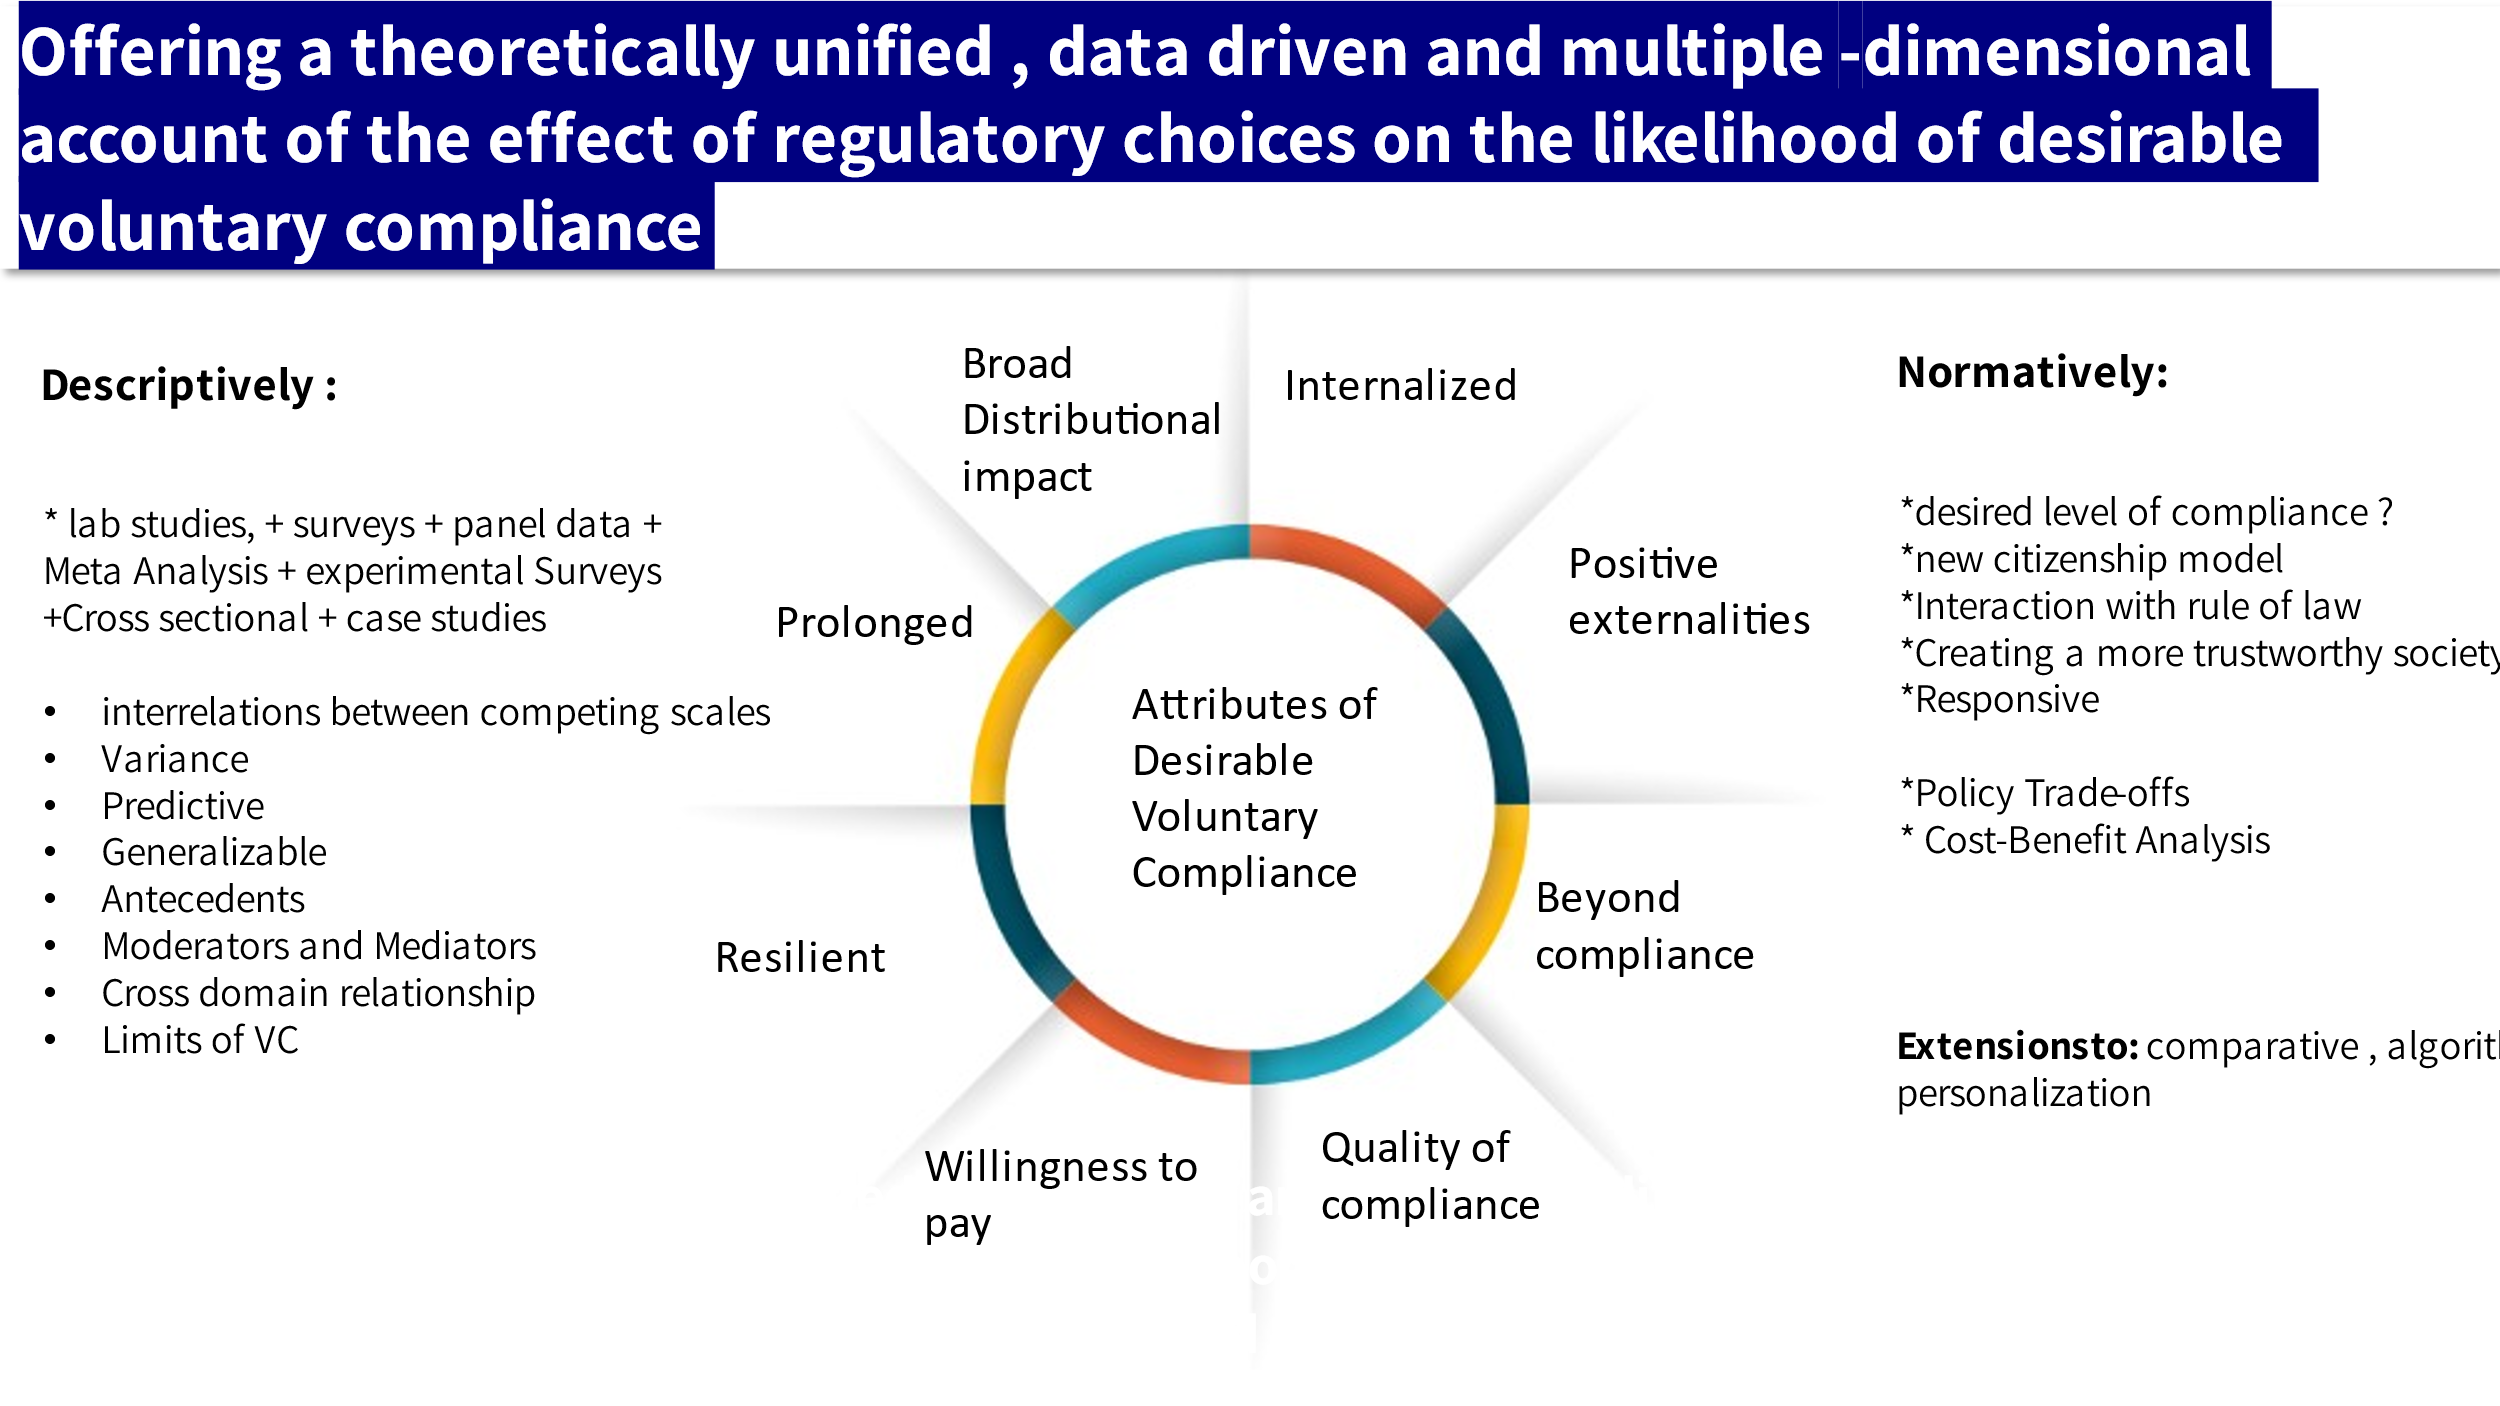 Offering a theoretically unified , data driven and multiple -dimensional
account of the effect of regulatory choices on the likelihood of desirable
voluntary compliance
Descriptively :
* lab studies, + surveys + panel data +
Meta Analysis + experimental Surveys
+Cross sectional + case studies
• interrelations between competing scales
• Variance
• Predictive
• Generalizable
• Antecedents
• Moderators and Mediators
• Cross domain relationship
• Limits of VC
Broad
Distributional
impact
Internalized
Positive
externalities
Prolonged
Attributes of
Desirable
Voluntary
Compliance
Beyond
compliance
Resilient
Willingness to
pay
Quality of
compliance
Normatively:
*desired level of compliance ?
*new citizenship model
*Interaction with rule of law
*Creating a more trustworthy society
*Responsive
*Policy Trade-offs
* Cost-Benefit Analysis
Extensionsto: comparative ,
personalization